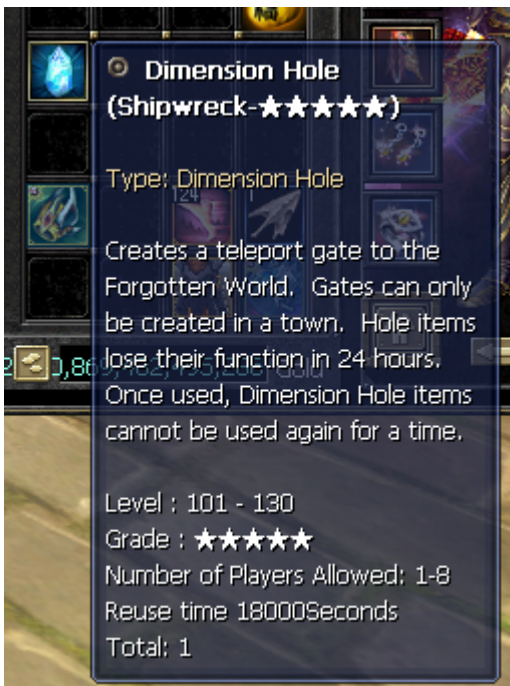 Dimension Hole
(Shipwreck-★★★★★)
Type: Dimension Hole
124
1
Creates a teleport gate to the
Forgotten World. Gates can only
be created in a town. Hole items
lose their function in 24 hours.
Once used, Dimension Hole items
cannot be used again for a time.
Level : 101 - 130
Grade : ★★★★★
Number of Players Allowed: 1-8
Reuse time 18000Seconds
Total: 1